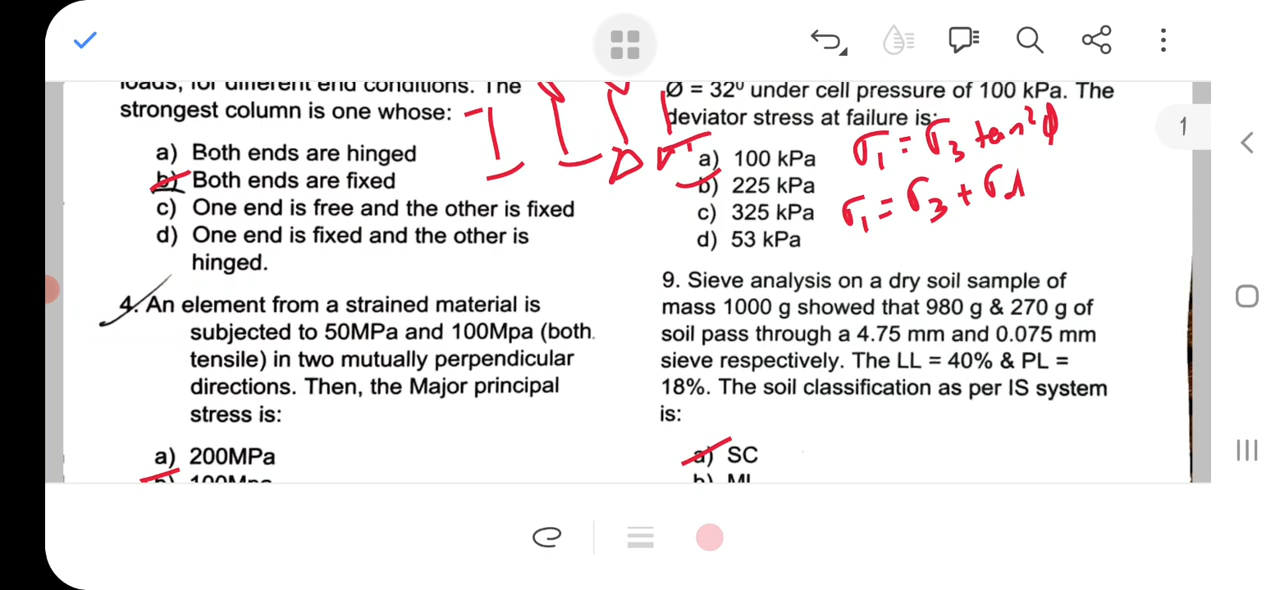 loads, for different end conditions. The
strongest column is one whose:
a) Both ends are hinged
b) Both ends are fixed
c) One end is free and the other is fixed
d) One end is fixed and the other is
hinged.
4. An element from a strained material is
subjected to 50MPa and 100Mpa (both
tensile) in two mutually perpendicular
directions. Then, the Major principal
stress is:
a) 200MPa
b) 100Mpa
Ø = 32⁰ under cell pressure of 100 kPa. The
deviator stress at failure is:
a) 100 kPa
b) 225 kPa
c) 325 kPa
d) 53 kPa
σ₁ = σ₃ tan²φ
σ₁ = σ₃ + σd
9. Sieve analysis on a dry soil sample of
mass 1000 g showed that 980 g & 270 g of
soil pass through a 4.75 mm and 0.075 mm
sieve respectively. The LL = 40% & PL =
18%. The soil classification as per IS system
is:
a) SC
b) ML
1